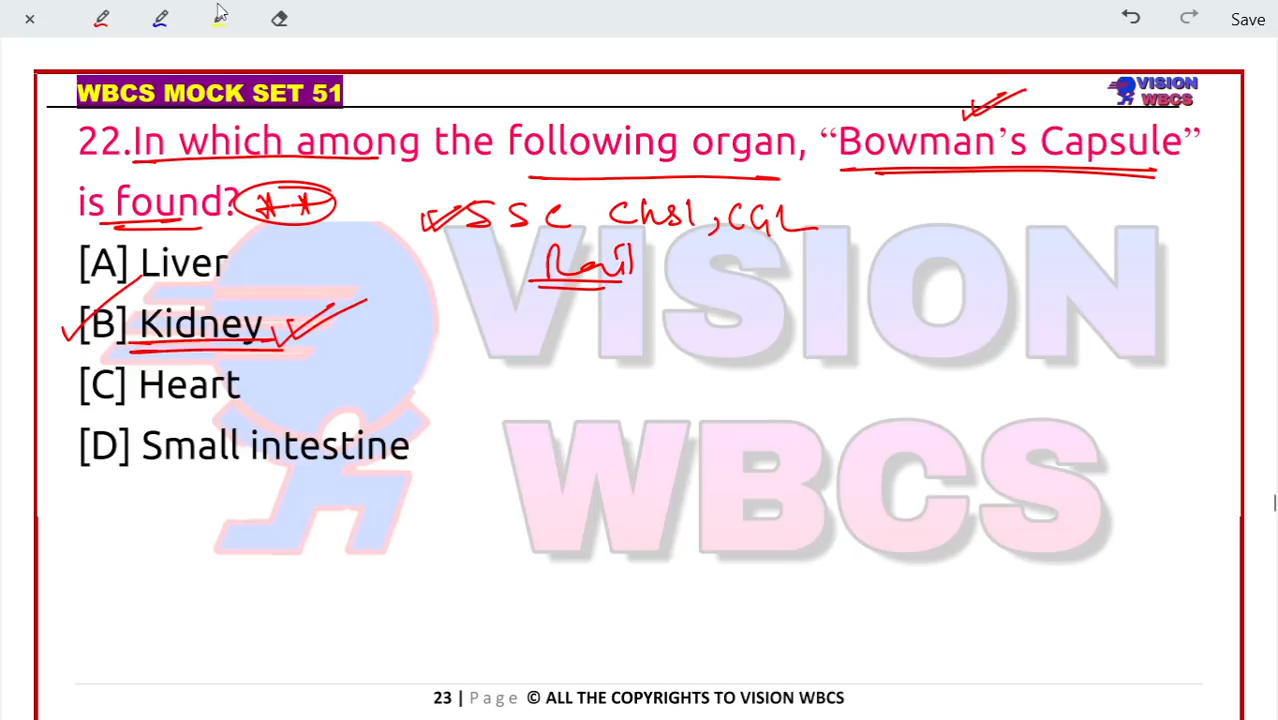 Save
WBCS MOCK SET 51
VISION
WBCS
22.In which among the following organ, “Bowman’s Capsule”
is found? **
SSC Chsl, CGL
Rail
[A] Liver
[B] Kidney
[C] Heart
[D] Small intestine
VISION
WBCS
23 | Page © ALL THE COPYRIGHTS TO VISION WBCS